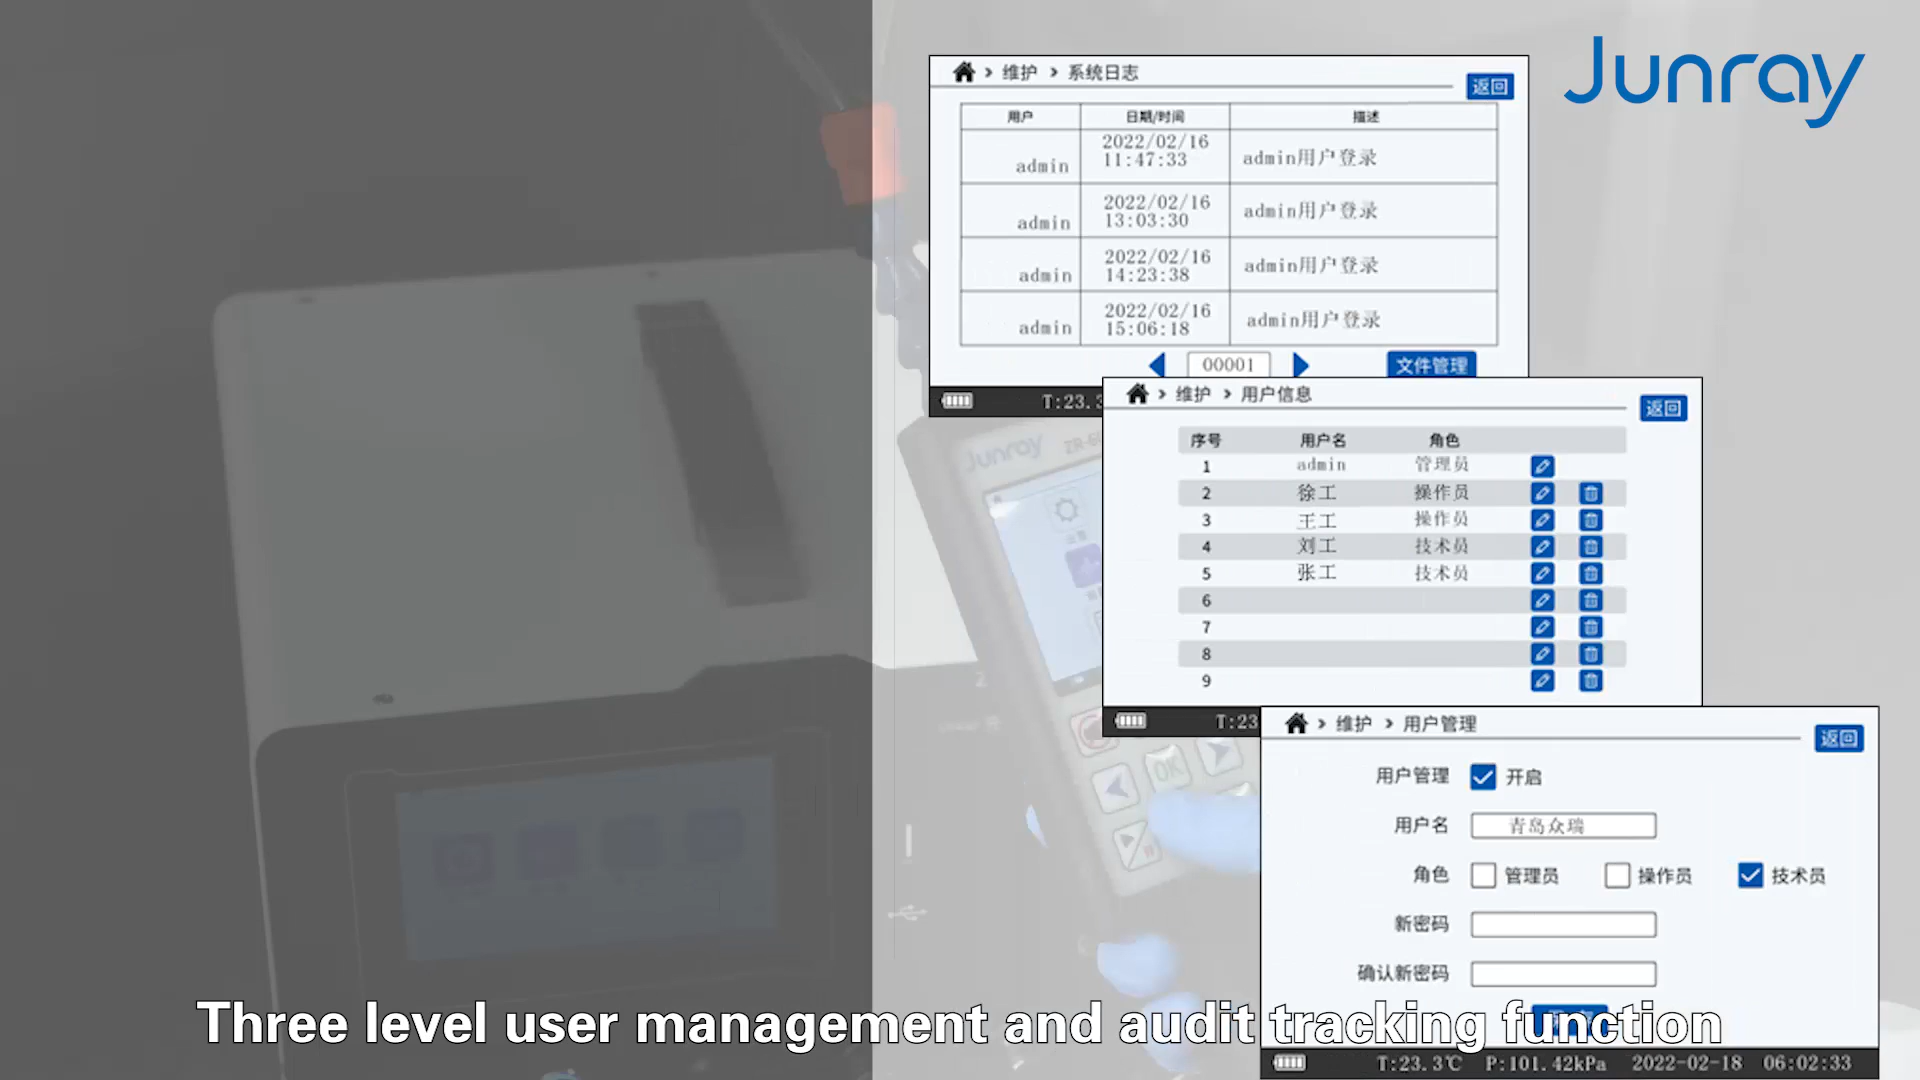 Junray
维护 > 系统日志
返回
用户 日期/时间 描述
admin 2022/02/16 11:47:33 admin用户登录
admin 2022/02/16 13:03:30 admin用户登录
admin 2022/02/16 14:23:38 admin用户登录
admin 2022/02/16 15:06:18 admin用户登录
00001
文件管理
T:23.3
维护 > 用户信息
返回
序号 用户名 角色
1 admin 管理员
2 徐工 操作员
3 王工 操作员
4 刘工 技术员
5 张工 技术员
6
7
8
9
T:23
维护 > 用户管理
返回
用户管理 开启
用户名 青岛众瑞
角色 管理员 操作员 技术员
新密码
确认新密码
T:23.3℃ P:101.42kPa 2022-02-18 06:02:33
Junray
OK
Three level user management and audit tracking function